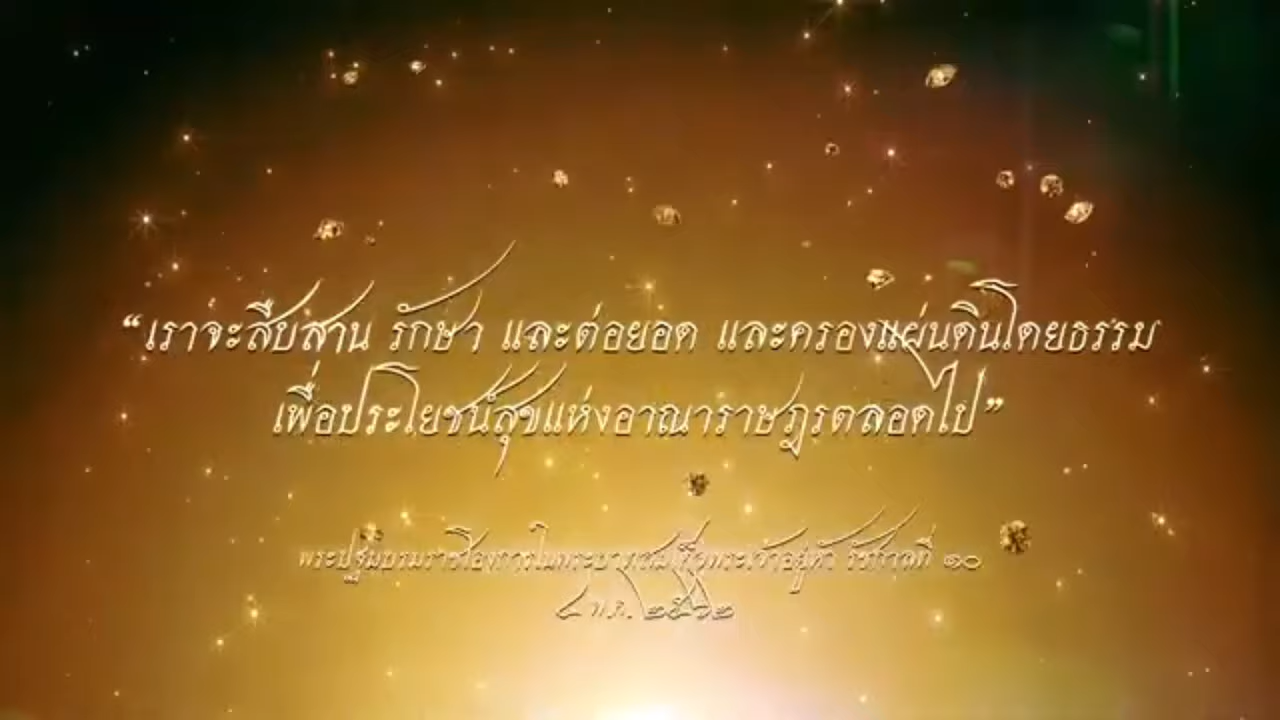 “เราจะสืบสาน รักษา และต่อยอด และครองแผ่นดินโดยธรรม
เพื่อประโยชน์สุขแห่งอาณาราษฎรตลอดไป”
พระปฐมบรมราชโองการในพระบาทสมเด็จพระเจ้าอยู่หัว รัชกาลที่ ๑๐
๔ พ.ค. ๒๕๖๒